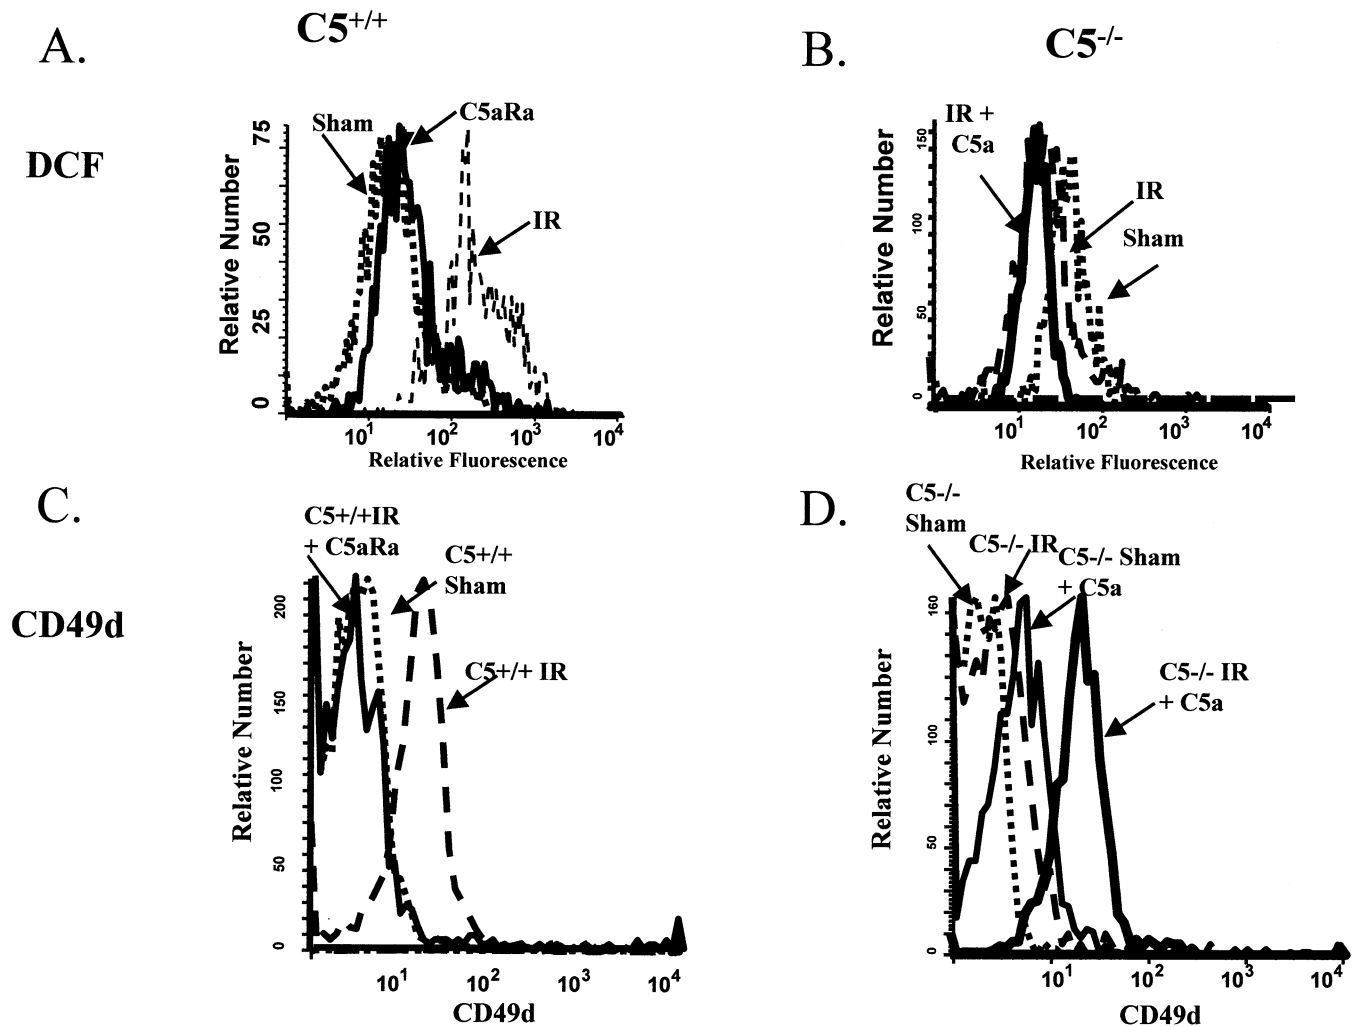 A.
C5+/+
B.
C5-/-
DCF
Sham
C5aRa
IR
Relative Number
0
25
50
75
10¹ 10² 10³ 10⁴
Relative Fluorescence
IR +
C5a
IR
Sham
Relative Number
0
50
100
150
10¹ 10² 10³ 10⁴
Relative Fluorescence
C.
CD49d
C5+/+IR
+ C5aRa
C5+/+
Sham
C5+/+ IR
Relative Number
0
50
100
150
200
10¹ 10² 10³ 10⁴
CD49d
D.
C5-/-
Sham
C5-/- IR
C5-/- Sham
+ C5a
C5-/- IR
+ C5a
Relative Number
0
50
100
160
10¹ 10² 10³ 10⁴
CD49d